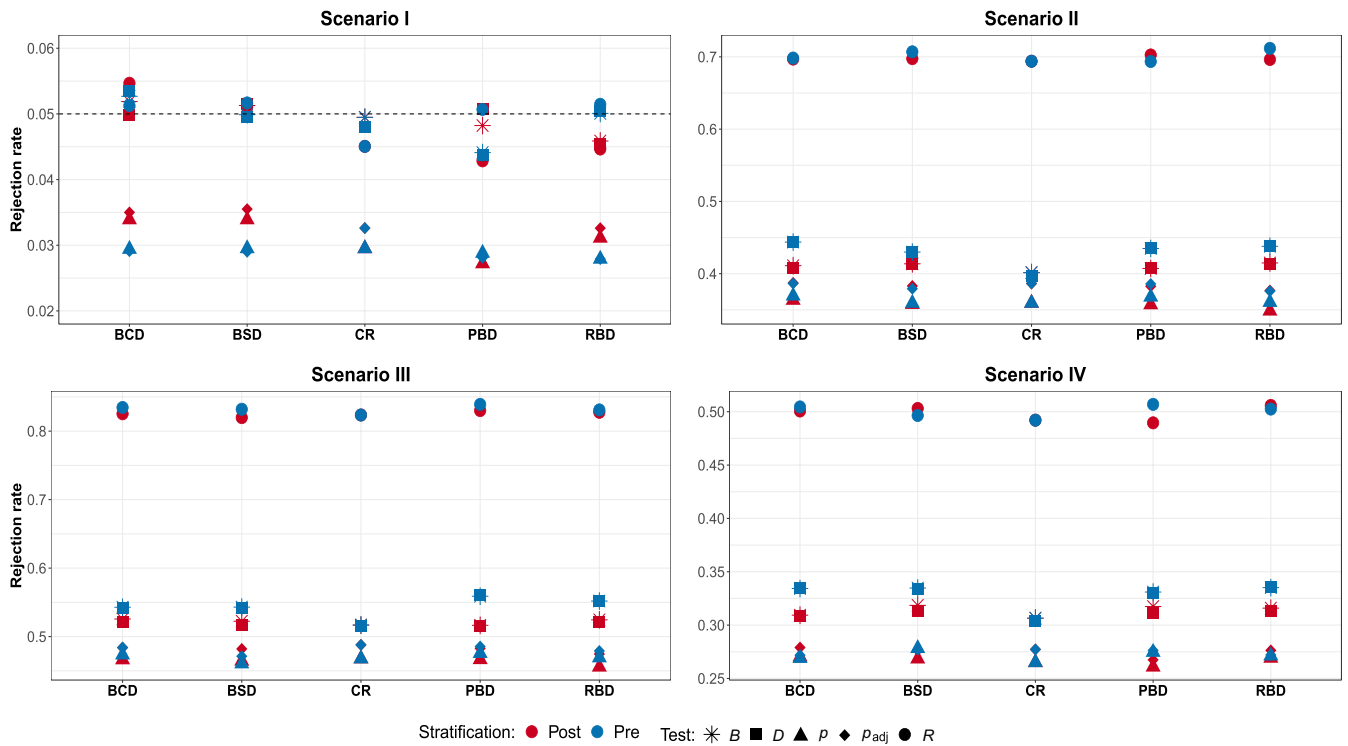 Scenario I
Rejection rate
0.06
0.05
0.04
0.03
0.02
BCD BSD CR PBD RBD
Scenario II
0.7
0.6
0.5
0.4
BCD BSD CR PBD RBD
Scenario III
Rejection rate
0.8
0.7
0.6
0.5
BCD BSD CR PBD RBD
Scenario IV
0.50
0.45
0.40
0.35
0.30
0.25
BCD BSD CR PBD RBD
Stratification: Post Pre Test: B D p padj R